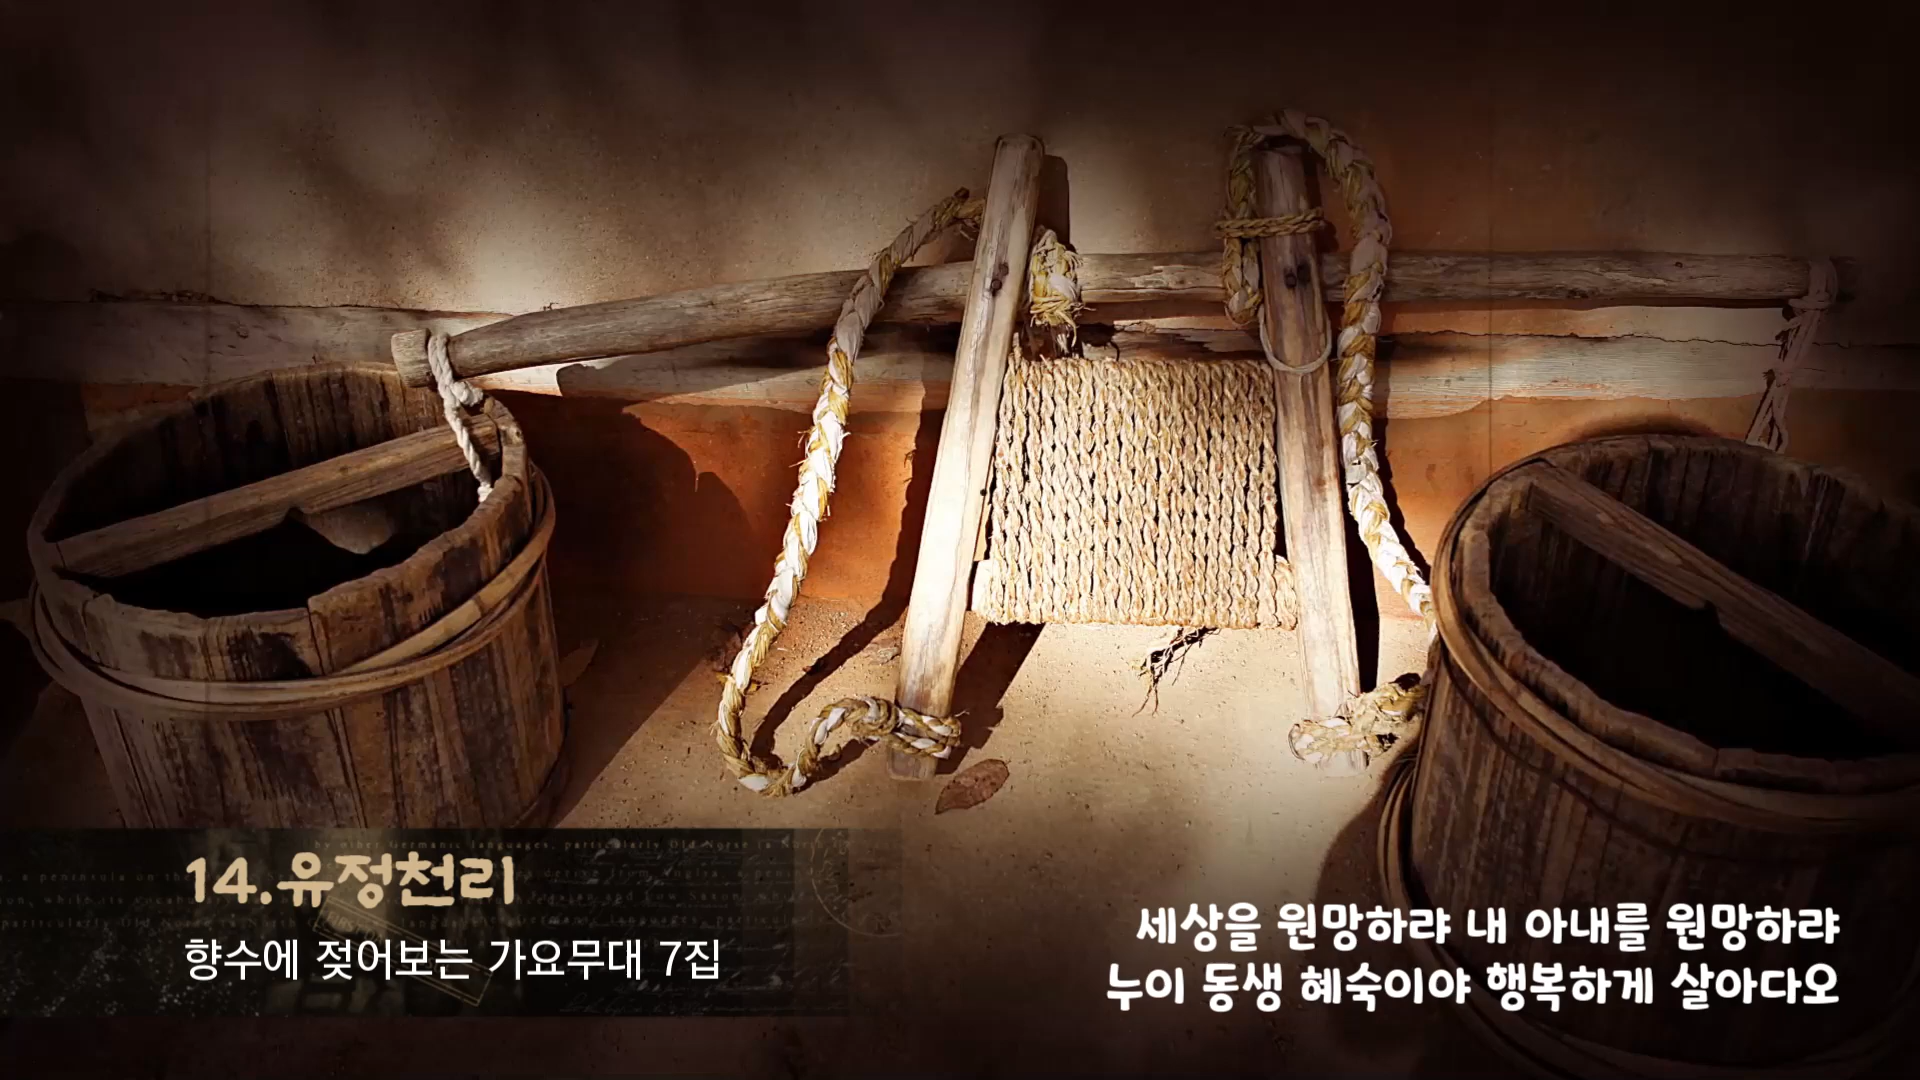 14.유정천리
향수에 젖어보는 가요무대 7집
세상을 원망하랴 내 아내를 원망하랴
누이 동생 혜숙이야 행복하게 살아다오